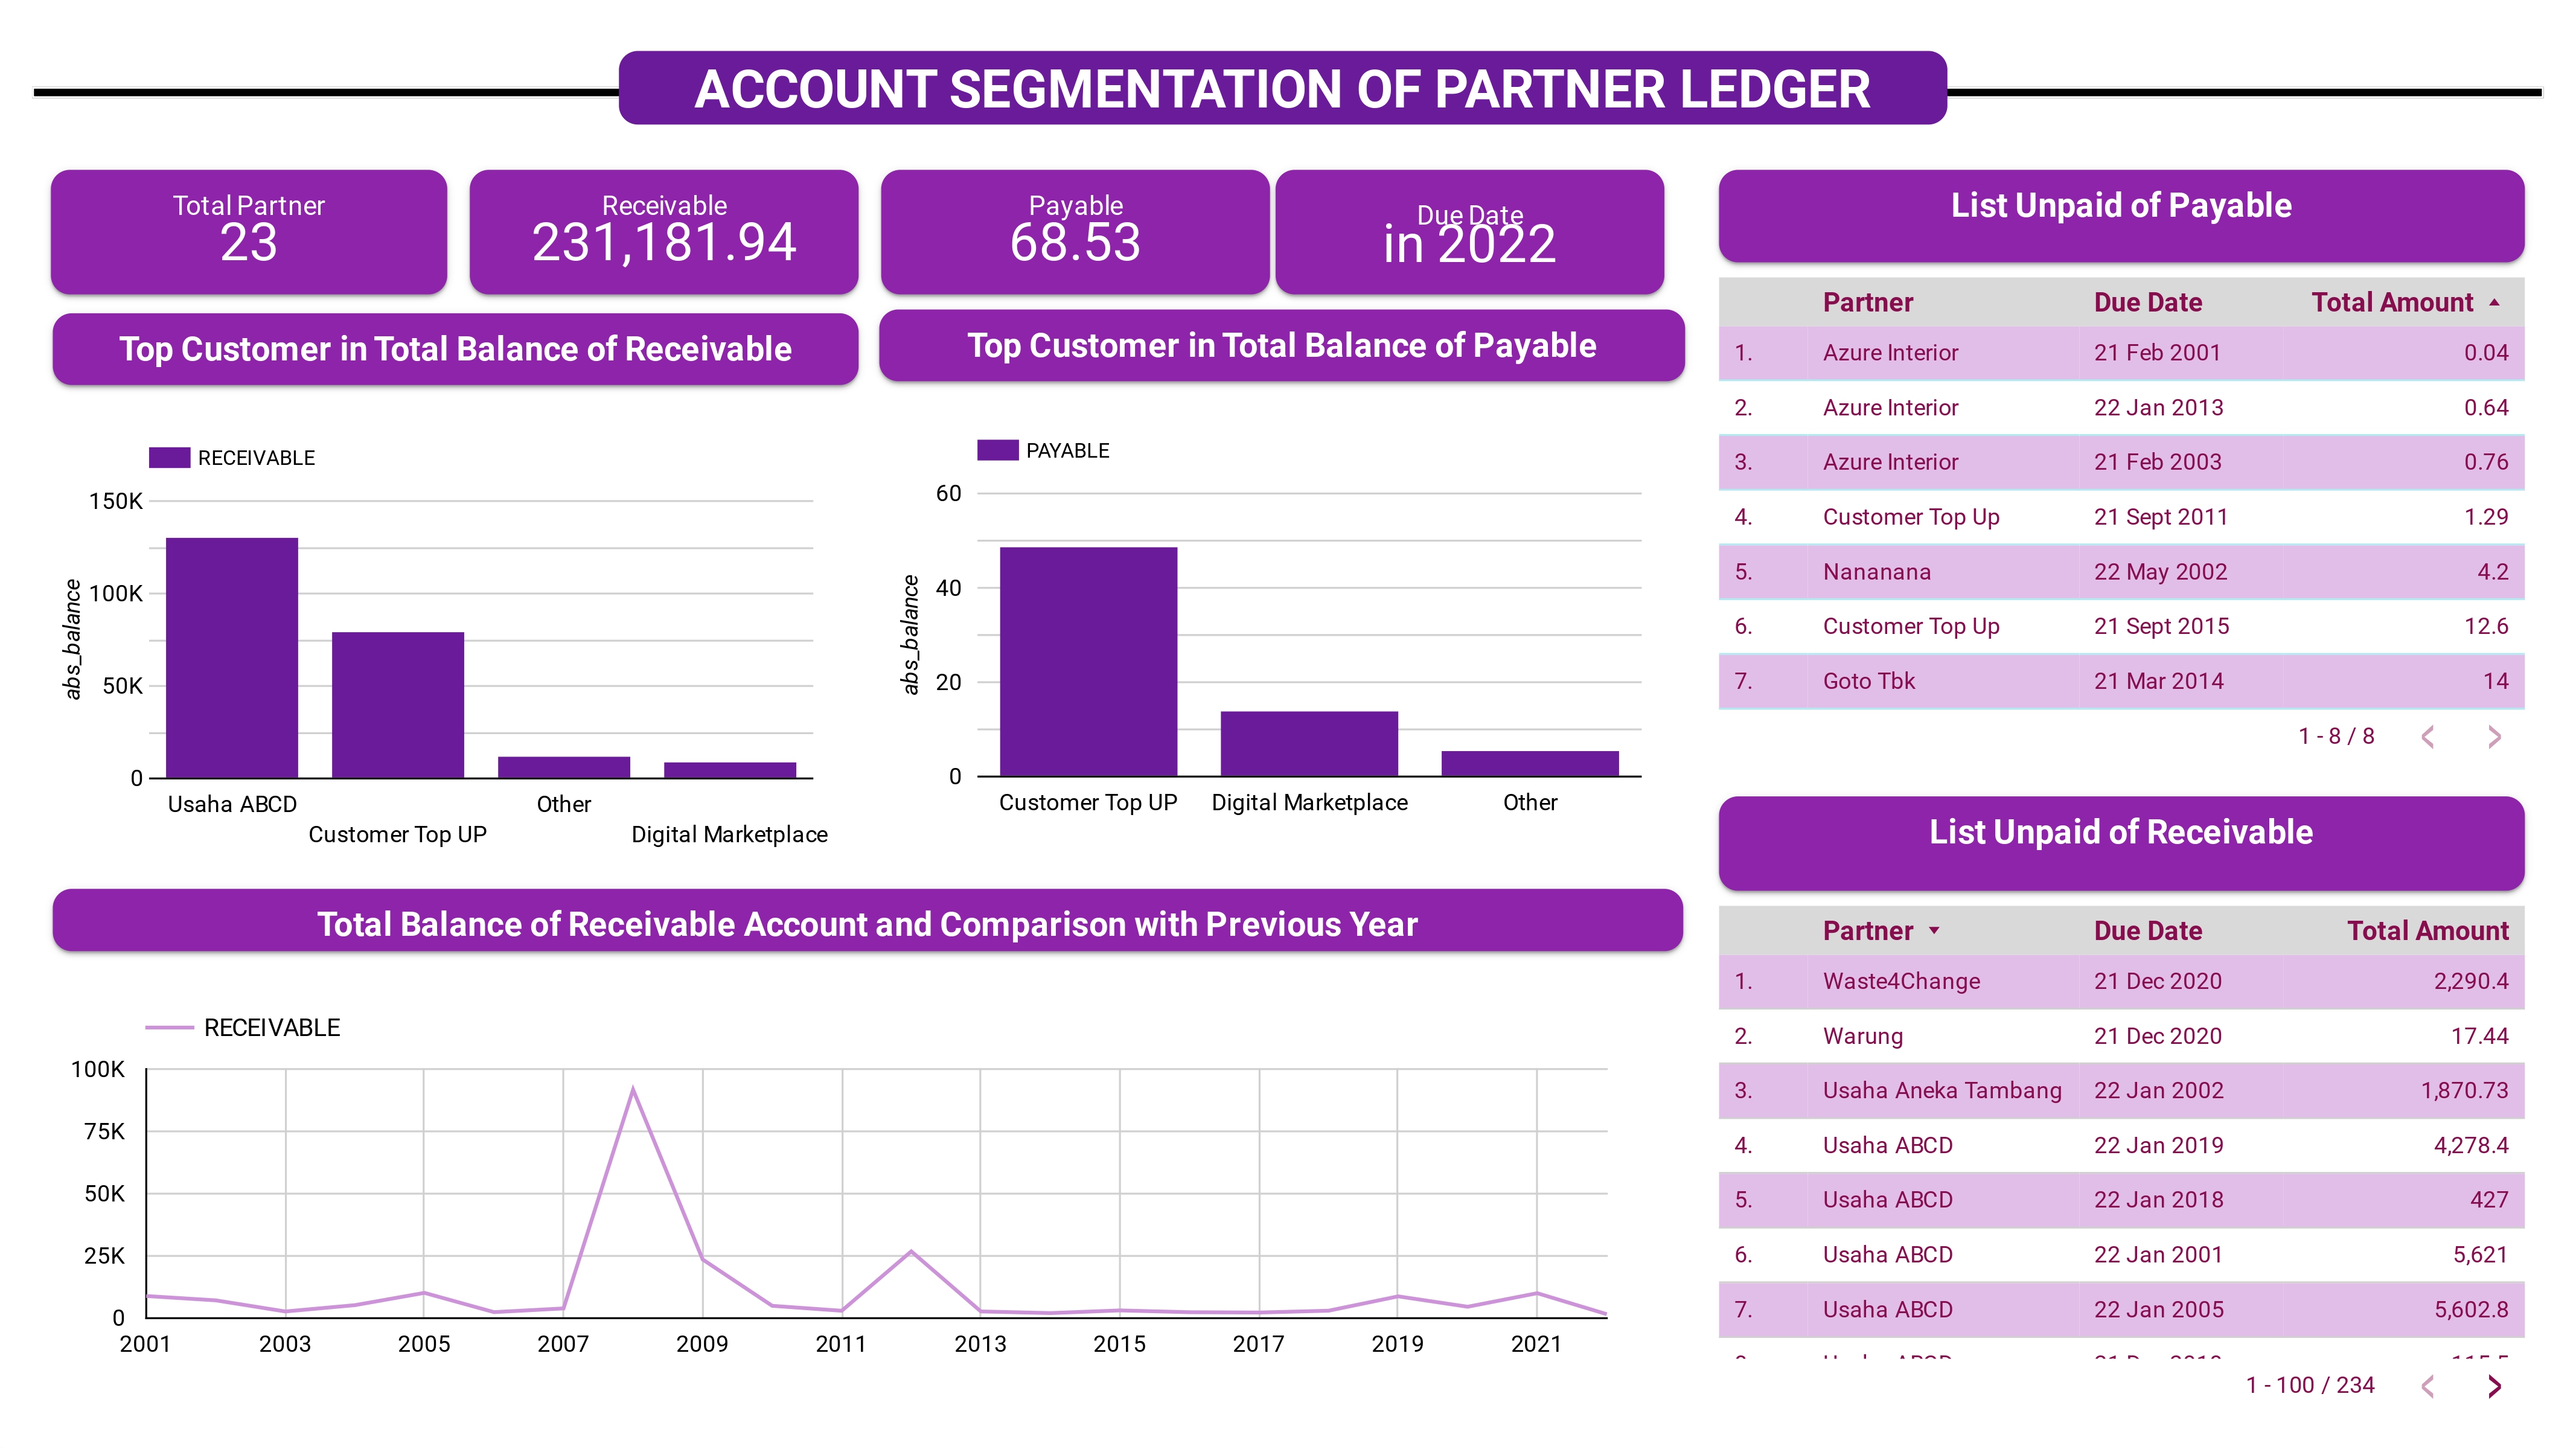 ACCOUNT SEGMENTATION OF PARTNER LEDGER
Total Partner
23
Receivable
231,181.94
Payable
68.53
Due Date
in 2022
Top Customer in Total Balance of Receivable
RECEIVABLE
abs_balance
150K
100K
50K
0
Usaha ABCD
Customer Top UP
Other
Digital Marketplace
Top Customer in Total Balance of Payable
PAYABLE
abs_balance
60
40
20
0
Customer Top UP
Digital Marketplace
Other
Total Balance of Receivable Account and Comparison with Previous Year
RECEIVABLE
100K
75K
50K
25K
0
2001 2003 2005 2007 2009 2011 2013 2015 2017 2019 2021
List Unpaid of Payable
Partner Due Date Total Amount
1. Azure Interior 21 Feb 2001 0.04
2. Azure Interior 22 Jan 2013 0.64
3. Azure Interior 21 Feb 2003 0.76
4. Customer Top Up 21 Sept 2011 1.29
5. Nananana 22 May 2002 4.2
6. Customer Top Up 21 Sept 2015 12.6
7. Goto Tbk 21 Mar 2014 14
1 - 8 / 8
List Unpaid of Receivable
Partner Due Date Total Amount
1. Waste4Change 21 Dec 2020 2,290.4
2. Warung 21 Dec 2020 17.44
3. Usaha Aneka Tambang 22 Jan 2002 1,870.73
4. Usaha ABCD 22 Jan 2019 4,278.4
5. Usaha ABCD 22 Jan 2018 427
6. Usaha ABCD 22 Jan 2001 5,621
7. Usaha ABCD 22 Jan 2005 5,602.8
1 - 100 / 234